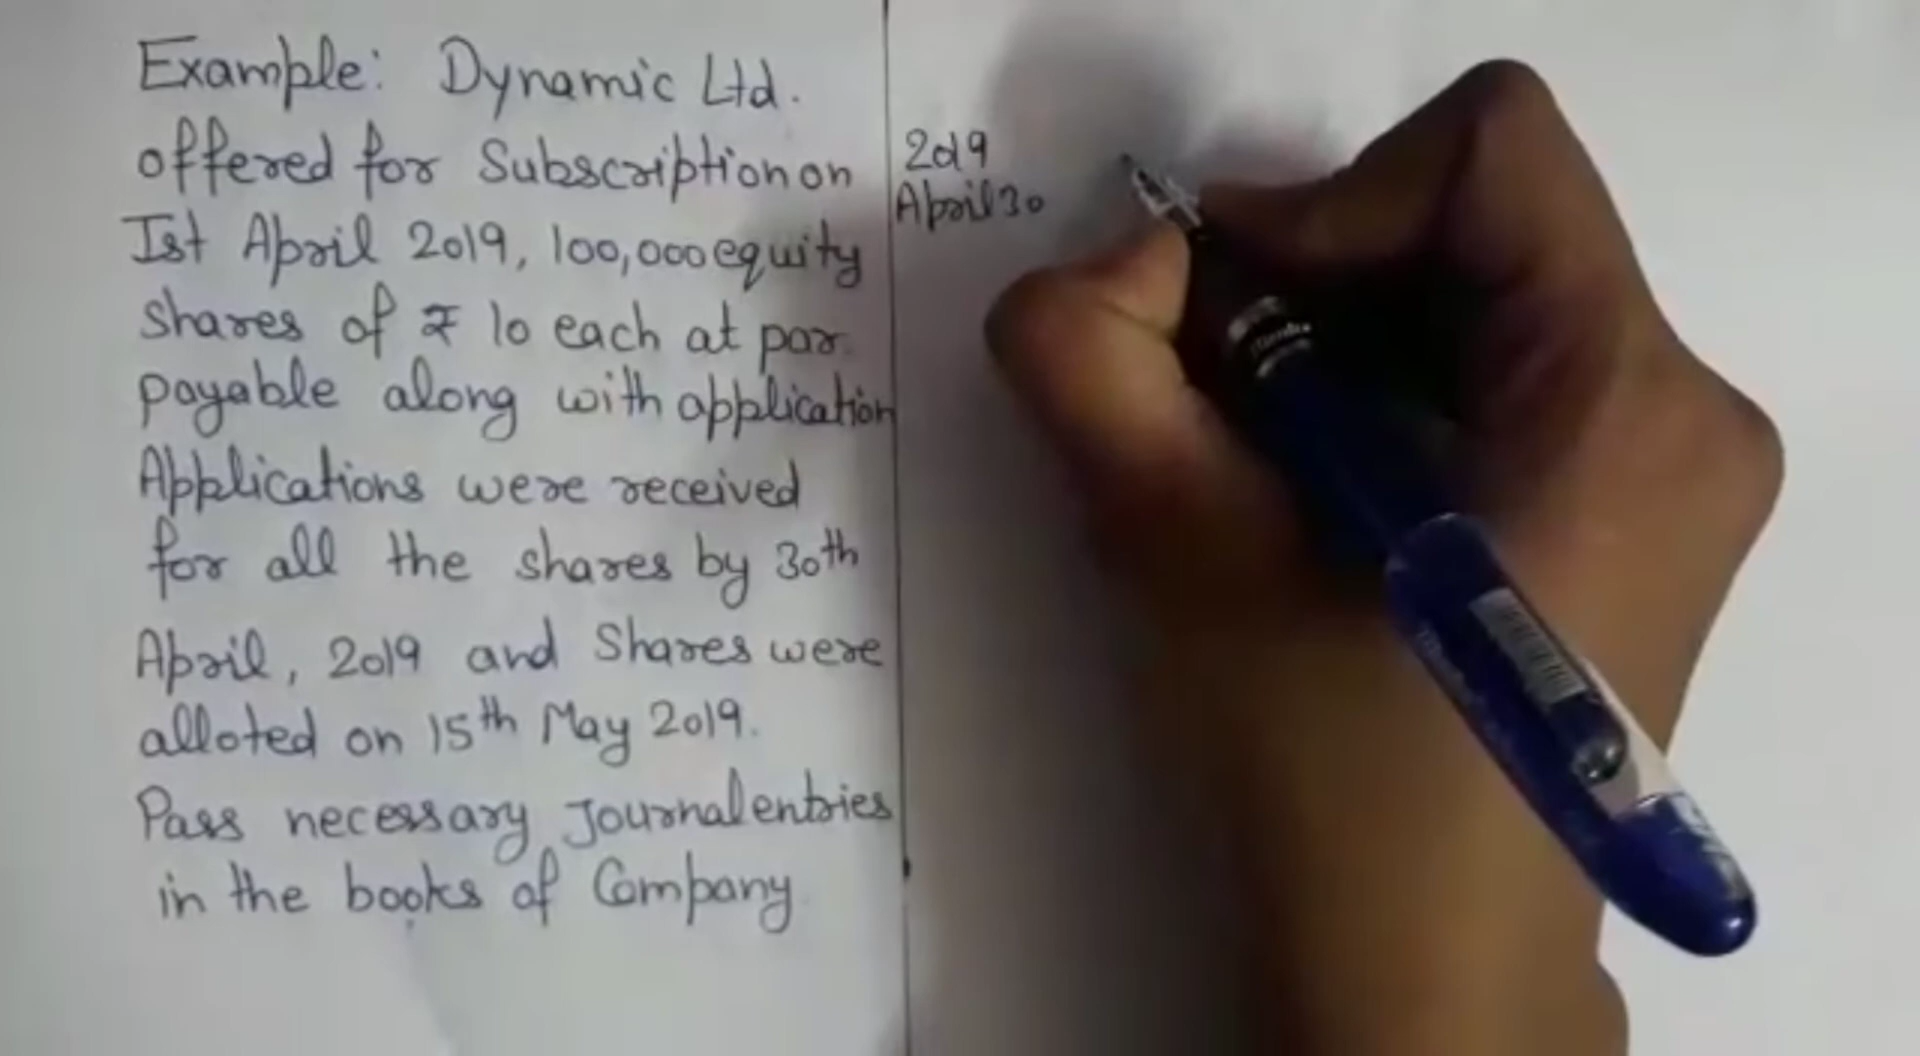 Example: Dynamic Ltd.
offered for Subscription on
Ist April 2019, 100,000 equity
Shares of ₹ 10 each at par.
payable along with application
Applications were received
for all the shares by 30th
April, 2019 and Shares were
alloted on 15th May 2019.
Pass necessary Journal entries
in the books of Company.
2019
April 30